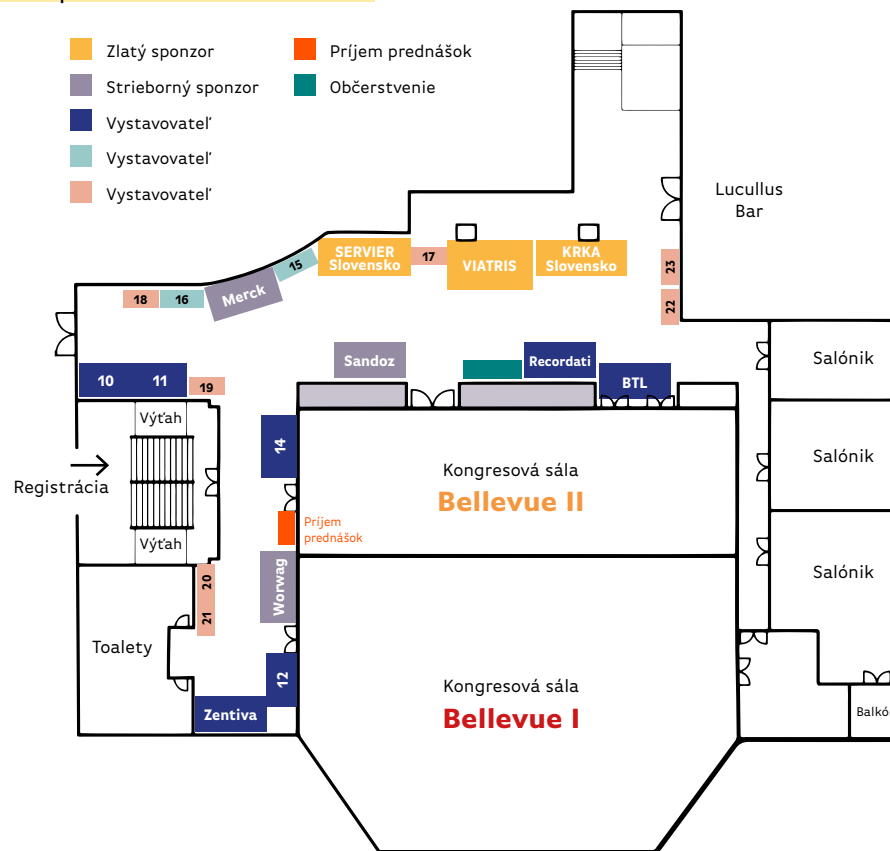 Zlatý sponzor
Strieborný sponzor
Vystavovateľ
Vystavovateľ
Vystavovateľ
Príjem prednášok
Občerstvenie
Lucullus
Bar
SERVIER
Slovensko
17
VIATRIS
KRKA
Slovensko
23
22
15
Merck
18
16
Sandoz
Recordati
BTL
Salónik
10
11
19
Výťah
14
Kongresová sála
Bellevue II
Salónik
Registrácia
Príjem
prednášok
Výťah
Worwag
20
21
Salónik
Toalety
12
Kongresová sála
Bellevue I
Zentiva
Balkó